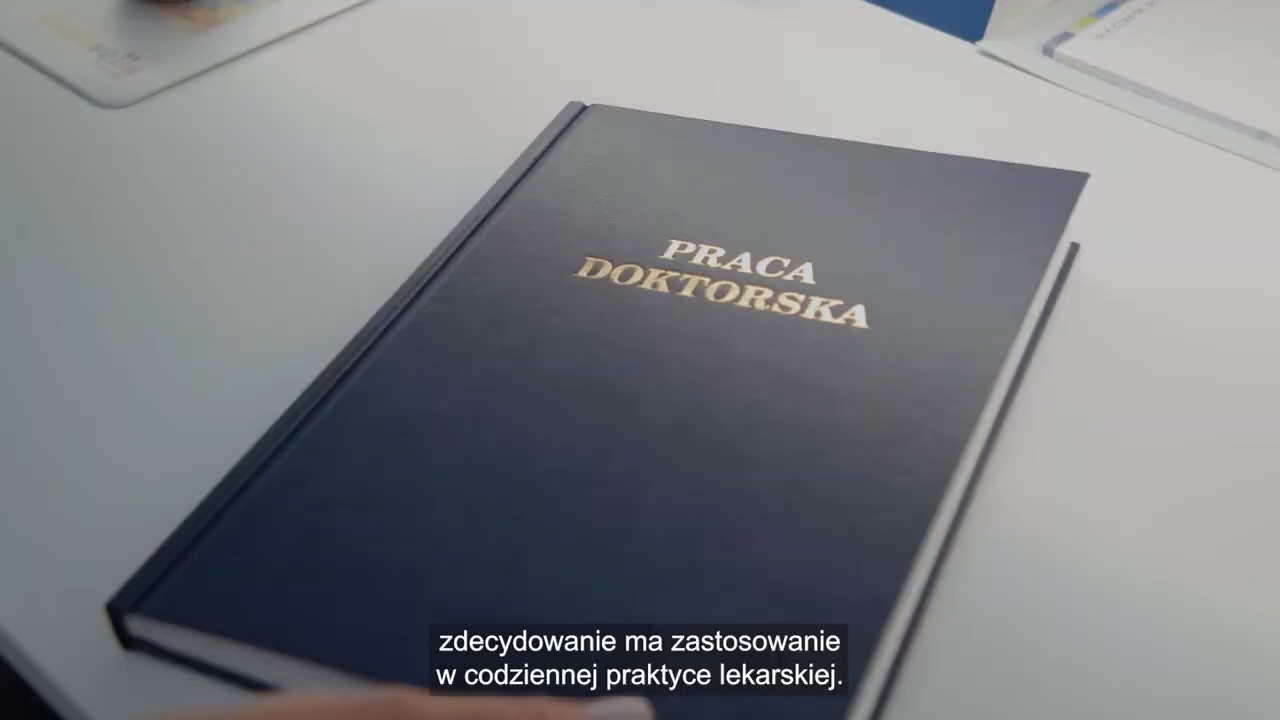 PRACA
DOKTORSKA
zdecydowanie ma zastosowanie
w codziennej praktyce lekarskiej.